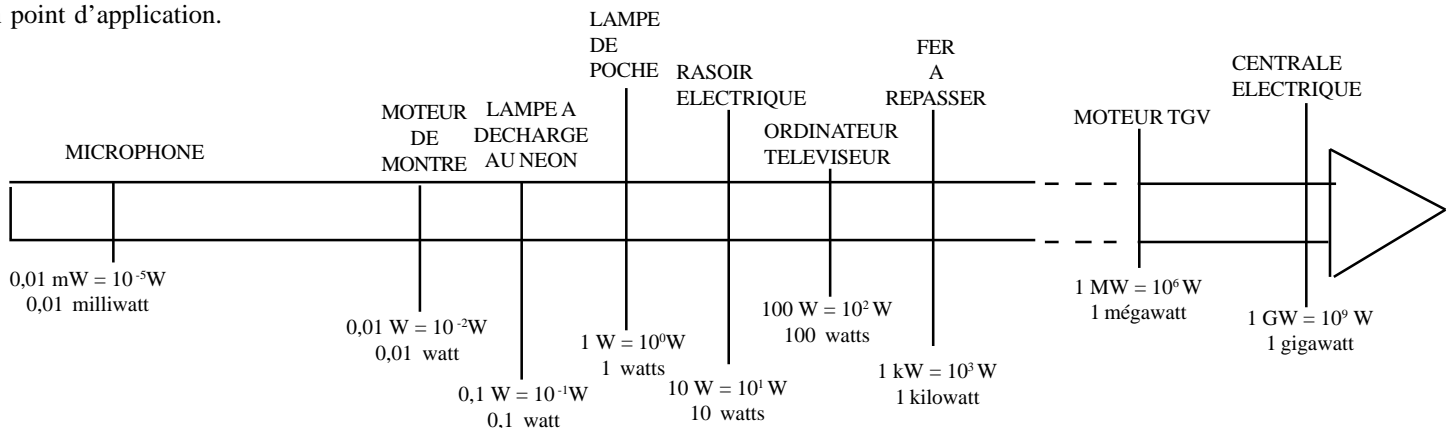 point d’application.
MICROPHONE
0,01 mW = 10⁻⁵W
0,01 milliwatt
MOTEUR
DE
MONTRE
0,01 W = 10⁻²W
0,01 watt
LAMPE A
DECHARGE
AU NEON
0,1 W = 10⁻¹W
0,1 watt
LAMPE
DE
POCHE
1 W = 10⁰W
1 watts
RASOIR
ELECTRIQUE
10 W = 10¹ W
10 watts
ORDINATEUR
TELEVISEUR
100 W = 10² W
100 watts
FER
A
REPASSER
1 kW = 10³ W
1 kilowatt
MOTEUR TGV
1 MW = 10⁶ W
1 mégawatt
CENTRALE
ELECTRIQUE
1 GW = 10⁹ W
1 gigawatt